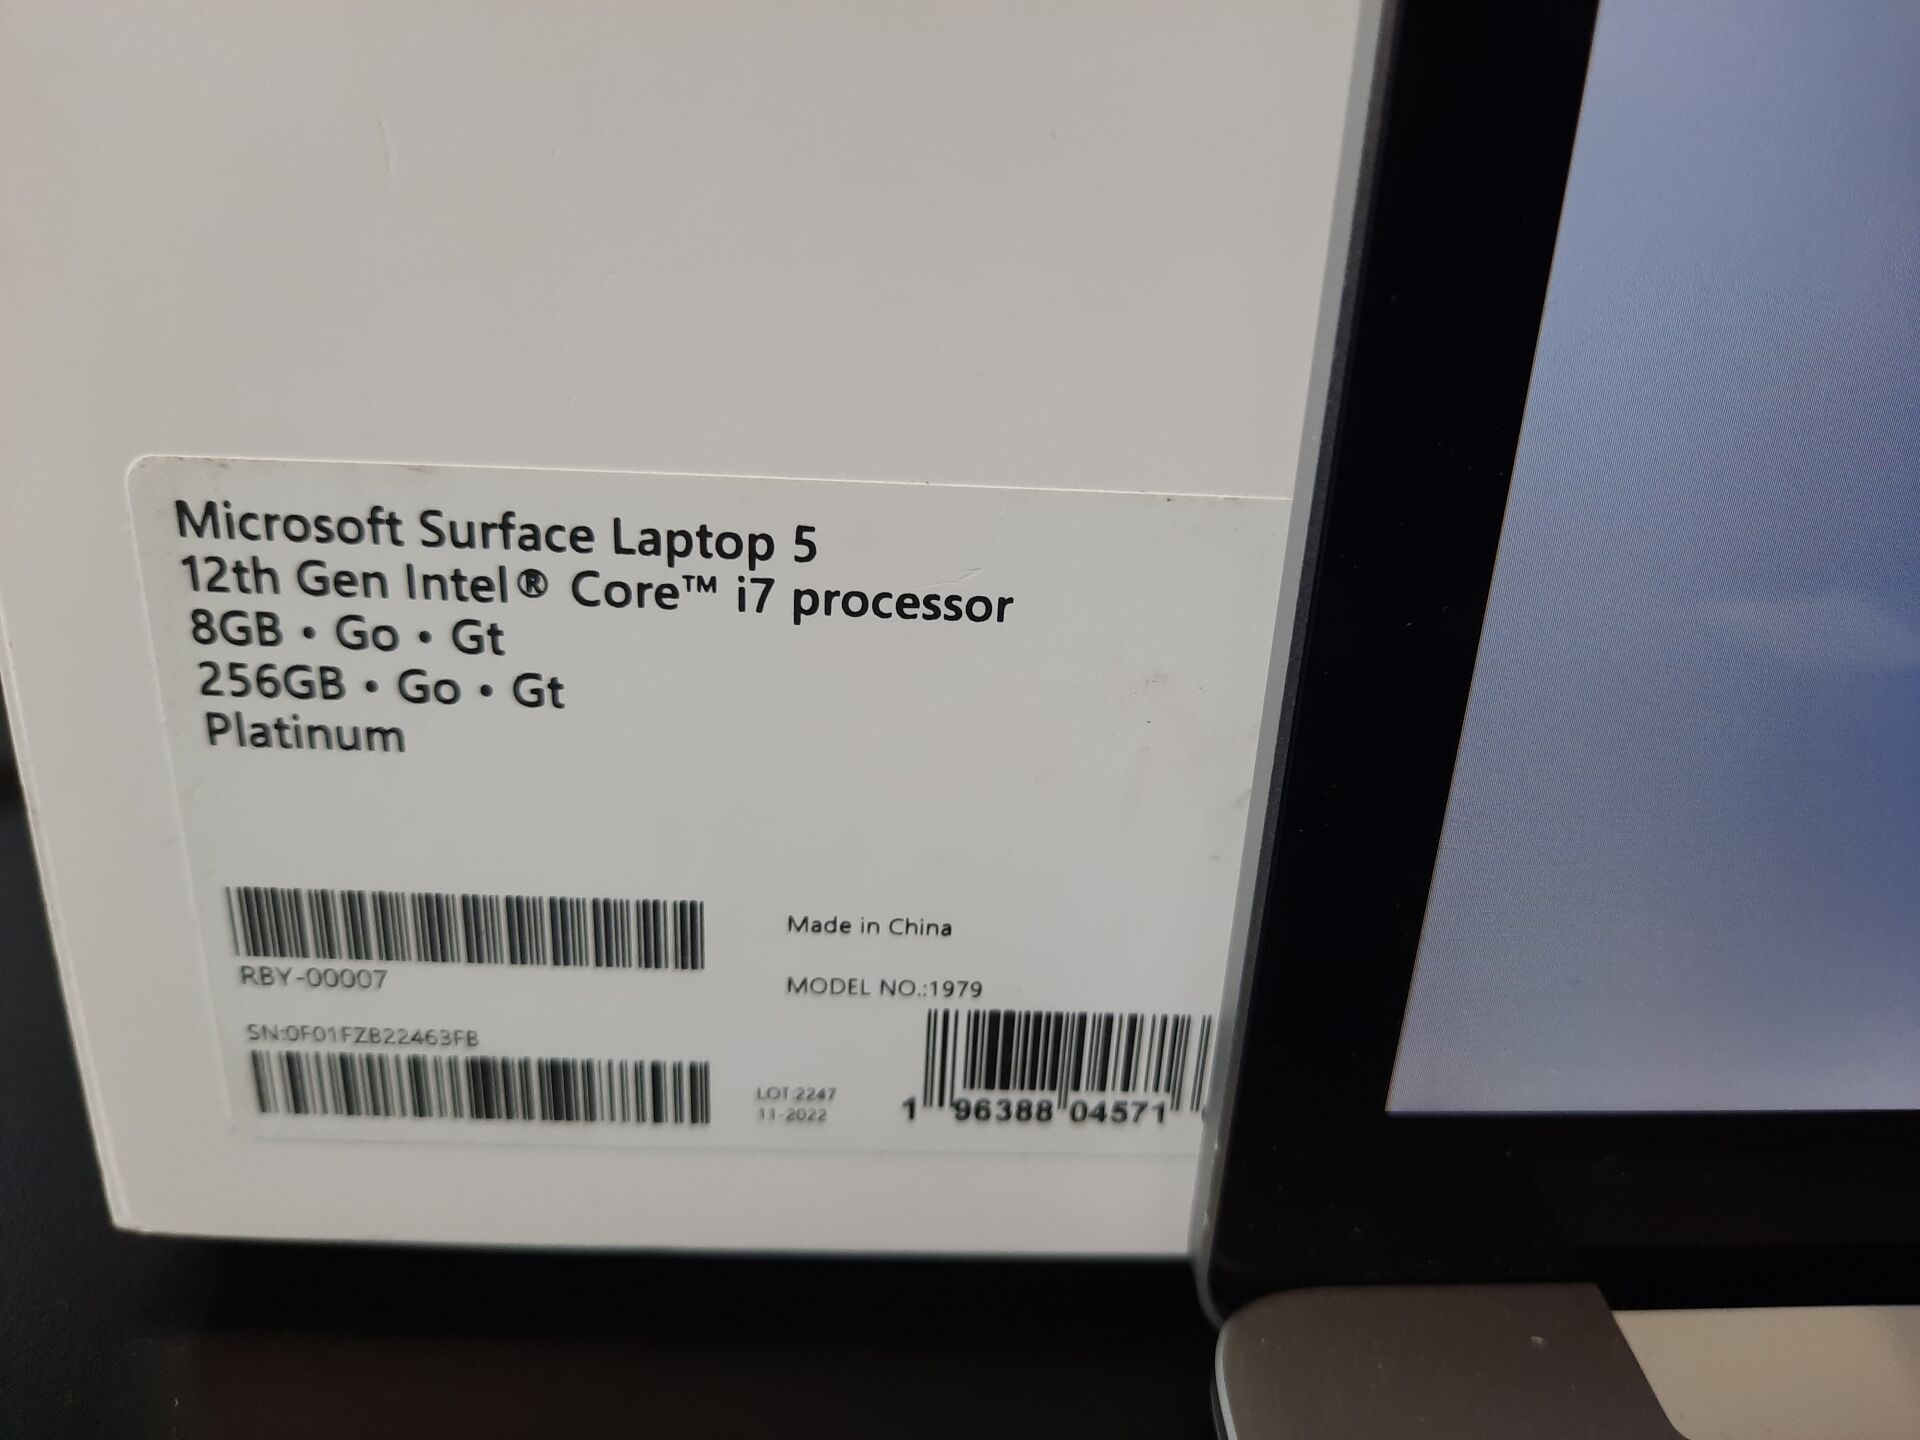 Microsoft Surface Laptop 5
12th Gen Intel® Core™ i7 processor
8GB • Go • Gt
256GB • Go • Gt
Platinum
RBY-00007
SN:0F01FZB22463FB
Made in China
MODEL NO.:1979
LOT:2247
11-2022
1 96388 04571